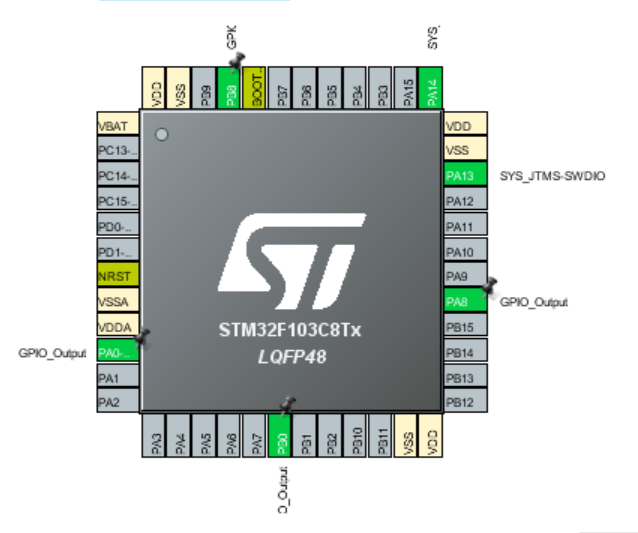 GPK
SYS_
VDD
VSS
PB9
PB8
BOOT..
PB7
PB6
PB5
PB4
PB3
PA15
PA14
VBAT
PC13-..
PC14-..
PC15-..
PD0-..
PD1-..
NRST
VSSA
VDDA
GPIO_Output PA0-..
PA1
PA2
STM32F103C8Tx
LQFP48
VDD
VSS
PA13 SYS_JTMS-SWDIO
PA12
PA11
PA10
PA9
PA8 GPIO_Output
PB15
PB14
PB13
PB12
PA3
PA4
PA5
PA6
PA7
PB0
PB1
PB2
PB10
PB11
VSS
VDD
O_Output